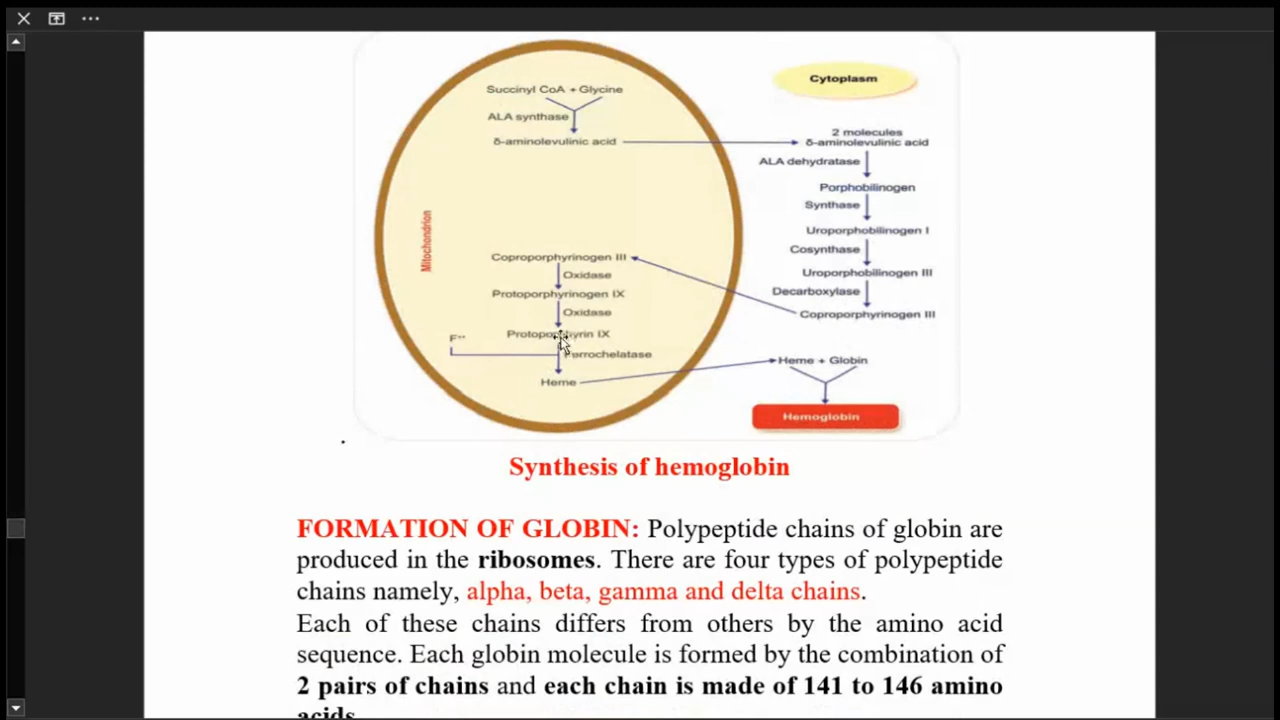 Succinyl CoA + Glycine
ALA synthase
δ-aminolevulinic acid
Mitochondrion
Coproporphyrinogen III
Oxidase
Protoporphyrinogen IX
Oxidase
Protoporphyrin IX
F++
Ferrochelatase
Heme
Cytoplasm
2 molecules
δ-aminolevulinic acid
ALA dehydratase
Porphobilinogen
Synthase
Uroporphobilinogen I
Cosynthase
Uroporphobilinogen III
Decarboxylase
Coproporphyrinogen III
Heme + Globin
Hemoglobin
Synthesis of hemoglobin
FORMATION OF GLOBIN: Polypeptide chains of globin are
produced in the ribosomes. There are four types of polypeptide
chains namely, alpha, beta, gamma and delta chains.
Each of these chains differs from others by the amino acid
sequence. Each globin molecule is formed by the combination of
2 pairs of chains and each chain is made of 141 to 146 amino
acids.